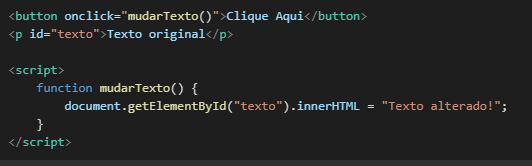 <button onclick="mudarTexto()">Clique Aqui</button>
<p id="texto">Texto original</p>

<script>
    function mudarTexto() {
        document.getElementById("texto").innerHTML = "Texto alterado!";
    }
</script>